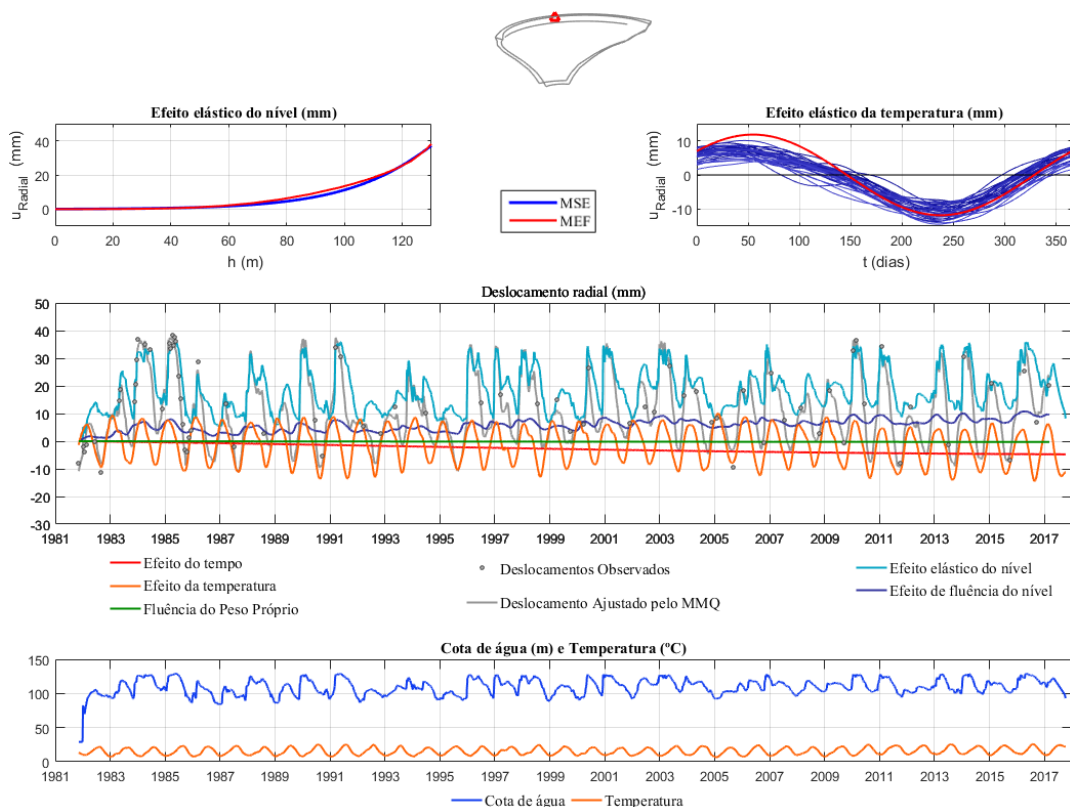 Efeito elástico do nível (mm)
u Radial (mm)
40
20
0
0 20 40 60 80 100 120
h (m)
MSE
MEF
Efeito elástico da temperatura (mm)
u Radial (mm)
10
0
-10
0 50 100 150 200 250 300 350
t (dias)
Deslocamento radial (mm)
50
40
30
20
10
0
-10
-20
-30
1981 1983 1985 1987 1989 1991 1993 1995 1997 1999 2001 2003 2005 2007 2009 2011 2013 2015 2017
Efeito do tempo
Efeito da temperatura
Fluência do Peso Próprio
Deslocamentos Observados
Deslocamento Ajustado pelo MMQ
Efeito elástico do nível
Efeito de fluência do nível
Cota de água (m) e Temperatura (ºC)
150
100
50
0
1981 1983 1985 1987 1989 1991 1993 1995 1997 1999 2001 2003 2005 2007 2009 2011 2013 2015 2017
Cota de água Temperatura